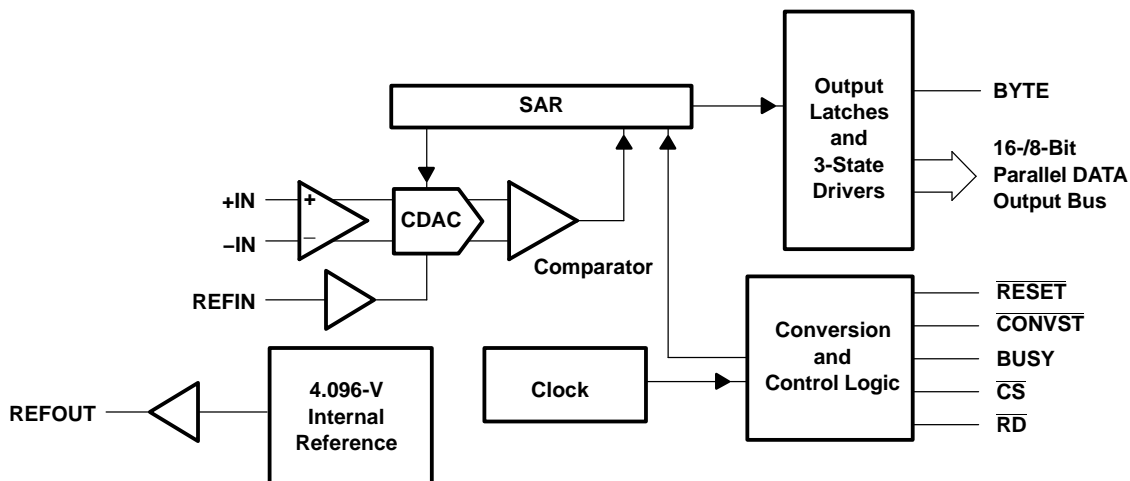 SAR
Output
Latches
and
3-State
Drivers
BYTE
16-/8-Bit
Parallel DATA
Output Bus
+IN
+
−IN
−
CDAC
Comparator
REFIN
REFOUT
4.096-V
Internal
Reference
Clock
Conversion
and
Control Logic
RESET
CONVST
BUSY
CS
RD